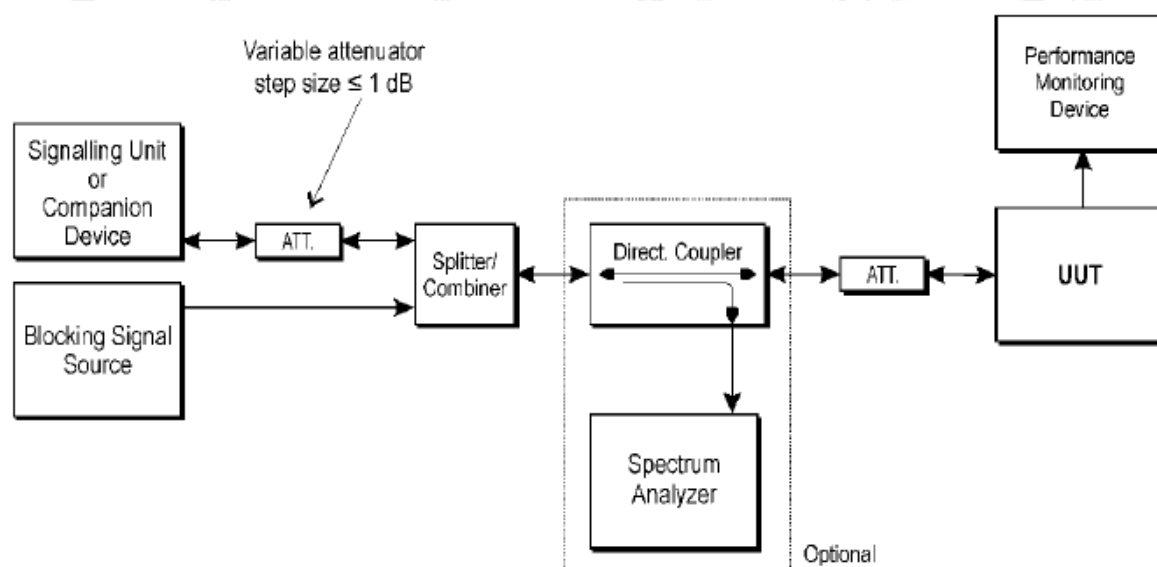 Variable attenuator
step size ≤ 1 dB
Performance
Monitoring
Device
Signalling Unit
or
Companion
Device
ATT.
Splitter/
Combiner
Direct. Coupler
ATT.
UUT
Blocking Signal
Source
Spectrum
Analyzer
Optional